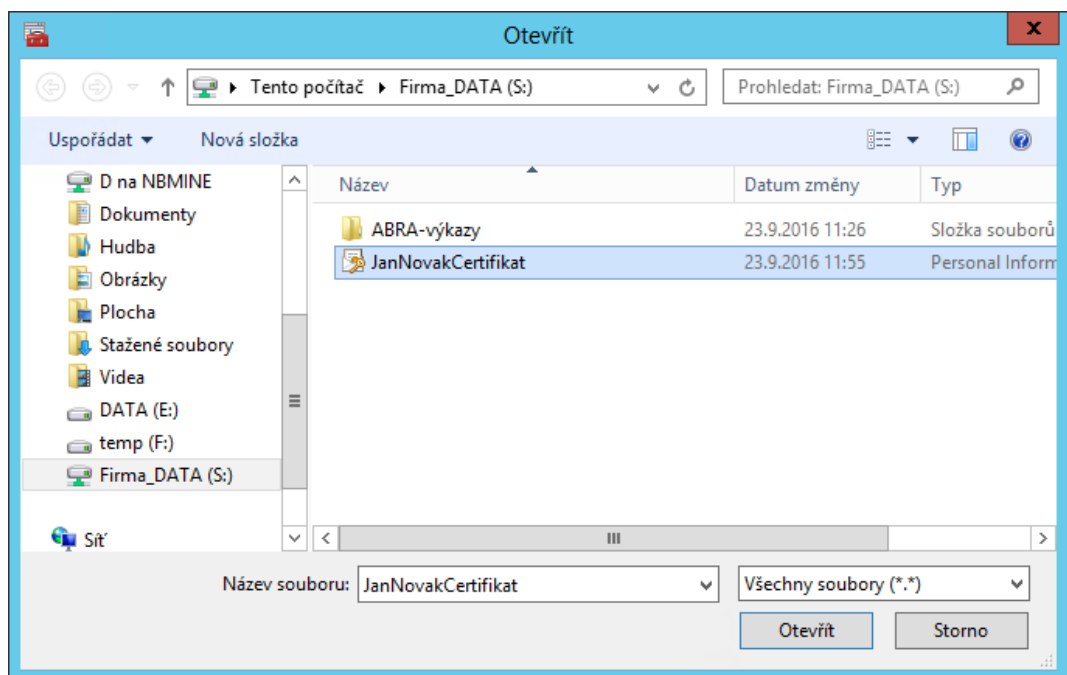 Otevřít
x
Tento počítač Firma_DATA (S:)
Prohledat: Firma_DATA (S:)
Uspořádat Nová složka
D na NBMINE
Dokumenty
Hudba
Obrázky
Plocha
Stažené soubory
Videa
DATA (E:)
temp (F:)
Firma_DATA (S:)
Síť
Název Datum změny Typ
ABRA-výkazy 23.9.2016 11:26 Složka souborů
JanNovakCertifikat 23.9.2016 11:55 Personal Inform
Název souboru: JanNovakCertifikat Všechny soubory (*.*)
Otevřít Storno